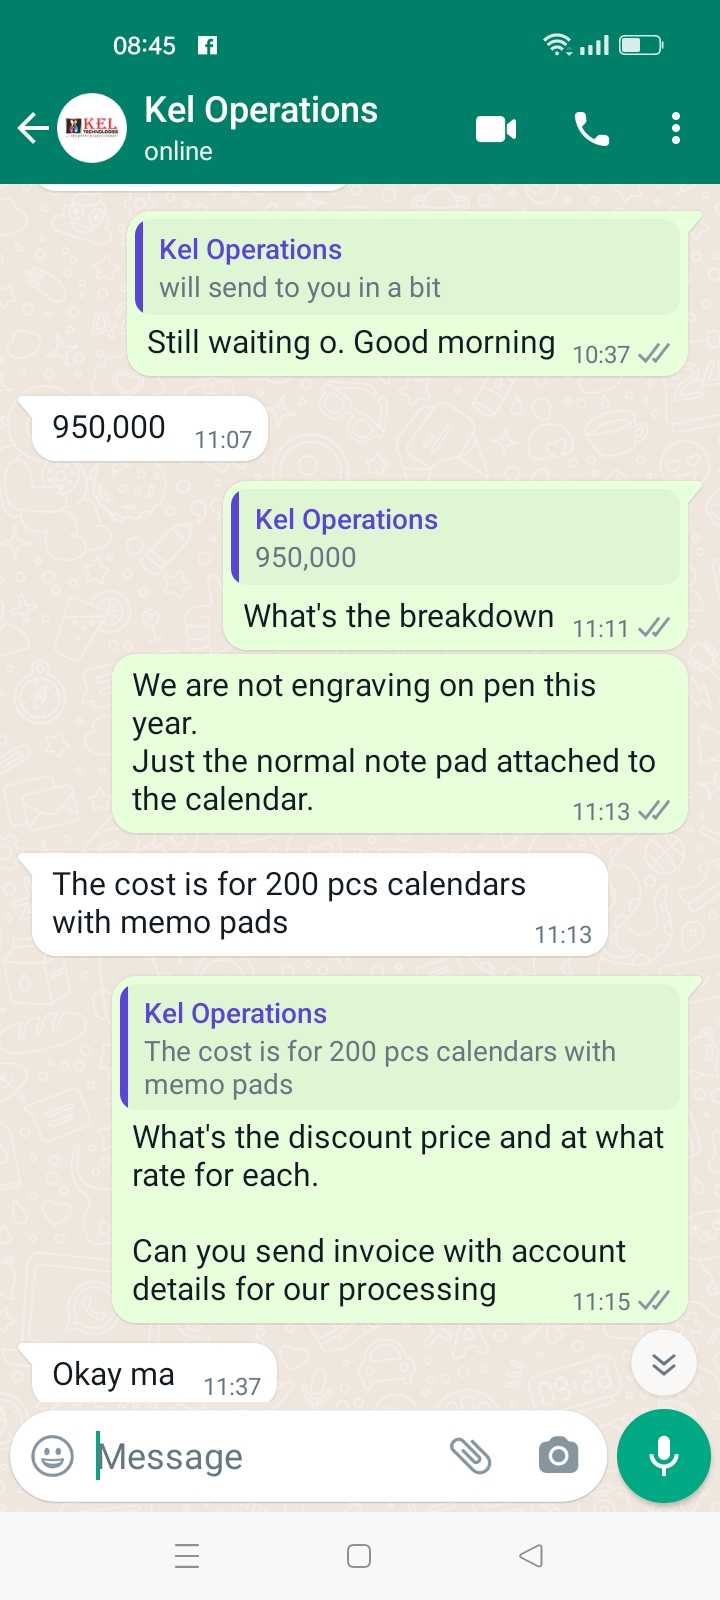 08:45
KEL
TECHNOLOGIES
Kel Operations
online
Kel Operations
will send to you in a bit
Still waiting o. Good morning 10:37
950,000 11:07
Kel Operations
950,000
What's the breakdown 11:11
We are not engraving on pen this
year.
Just the normal note pad attached to
the calendar. 11:13
The cost is for 200 pcs calendars
with memo pads 11:13
Kel Operations
The cost is for 200 pcs calendars with
memo pads
What's the discount price and at what
rate for each.
Can you send invoice with account
details for our processing 11:15
Okay ma 11:37
Message